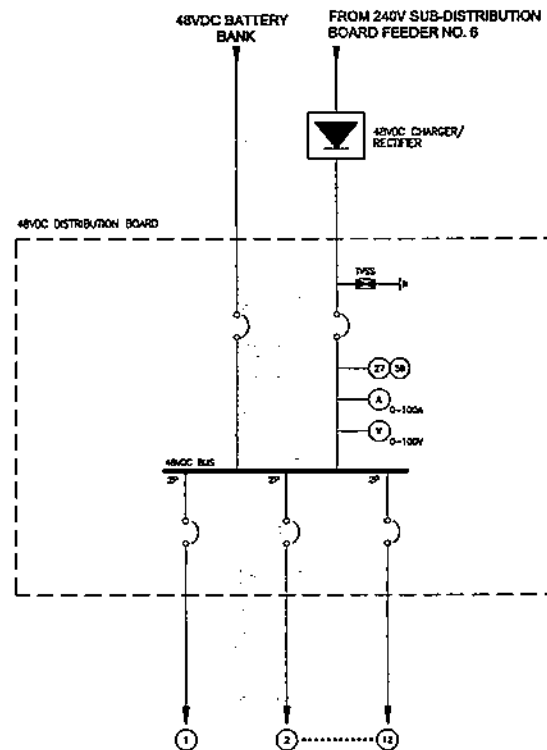 48VDC BATTERY
BANK
FROM 240V SUB-DISTRIBUTION
BOARD FEEDER NO. 6
48VDC CHARGER/
RECTIFIER
48VDC DISTRIBUTION BOARD
TVSS
27
A
0-100A
V
0-100V
48VDC BUS
2P
2P
2P
1
2
12